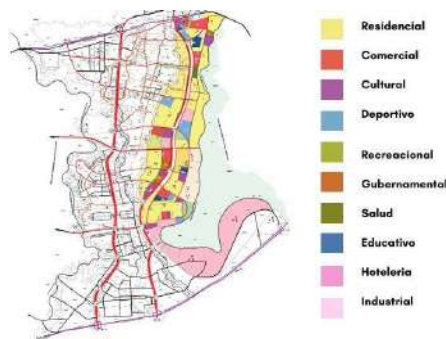 Residencial
Comercial
Cultural
Deportivo
Recreacional
Gubernamental
Salud
Educativo
Hoteleria
Industrial